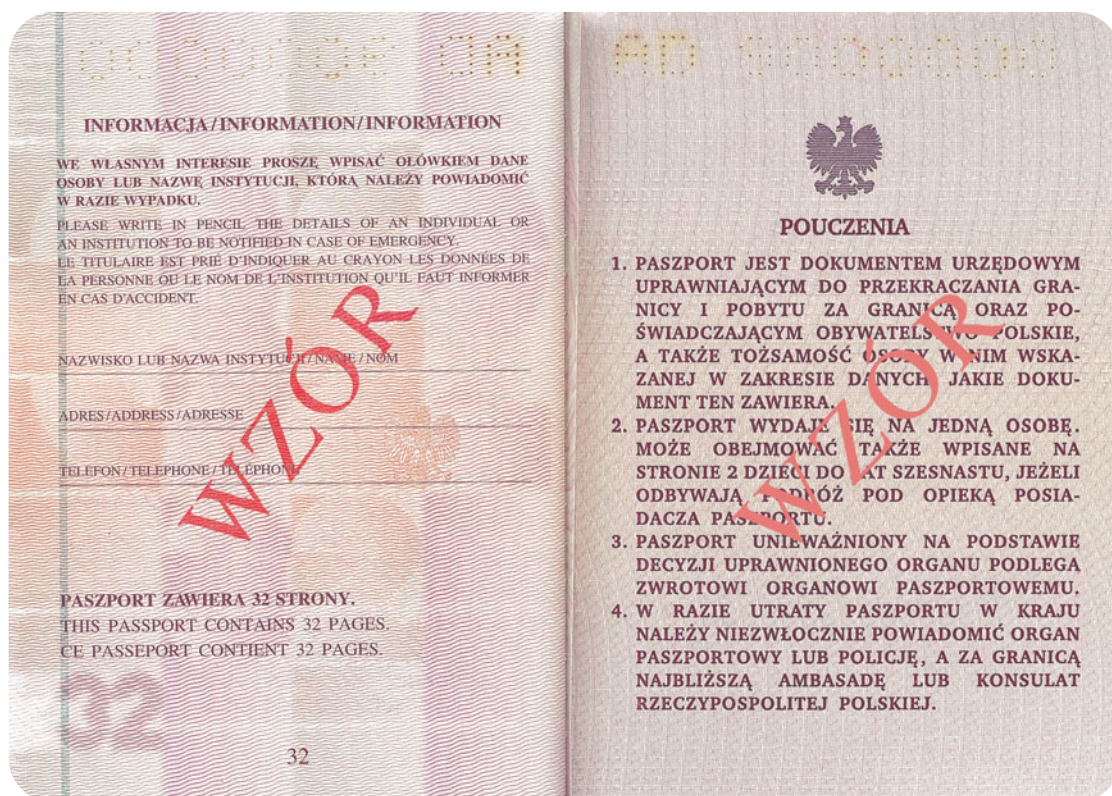 AD 0000000
INFORMACJA/INFORMATION/INFORMATION
WE WŁASNYM INTERESIE PROSZĘ WPISAĆ OŁÓWKIEM DANE
OSOBY LUB NAZWĘ INSTYTUCJI, KTÓRĄ NALEŻY POWIADOMIĆ
W RAZIE WYPADKU.
PLEASE WRITE IN PENCIL THE DETAILS OF AN INDIVIDUAL OR
AN INSTITUTION TO BE NOTIFIED IN CASE OF EMERGENCY.
LE TITULAIRE EST PRIÉ D'INDIQUER AU CRAYON LES DONNÉES DE
LA PERSONNE OU LE NOM DE L'INSTITUTION QU'IL FAUT INFORMER
EN CAS D'ACCIDENT.
NAZWISKO LUB NAZWA INSTYTUCJI/NAME/NOM
ADRES/ADDRESS/ADRESSE
TELEFON/TELEPHONE/TÉLÉPHONE
WZÓR
PASZPORT ZAWIERA 32 STRONY.
THIS PASSPORT CONTAINS 32 PAGES.
CE PASSEPORT CONTIENT 32 PAGES.
32
32
POUCZENIA
1. PASZPORT JEST DOKUMENTEM URZĘDOWYM
UPRAWNIAJĄCYM DO PRZEKRACZANIA GRA-
NICY I POBYTU ZA GRANICĄ ORAZ PO-
ŚWIADCZAJĄCYM OBYWATELSTWO POLSKIE,
A TAKŻE TOŻSAMOŚĆ OSOBY W NIM WSKA-
ZANEJ W ZAKRESIE DANYCH, JAKIE DOKU-
MENT TEN ZAWIERA.
2. PASZPORT WYDAJE SIĘ NA JEDNĄ OSOBĘ.
MOŻE OBEJMOWAĆ TAKŻE WPISANE NA
STRONIE 2 DZIECI DO LAT SZESNASTU, JEŻELI
ODBYWAJĄ PODRÓŻ POD OPIEKĄ POSIA-
DACZA PASZPORTU.
3. PASZPORT UNIEWAŻNIONY NA PODSTAWIE
DECYZJI UPRAWNIONEGO ORGANU PODLEGA
ZWROTOWI ORGANOWI PASZPORTOWEMU.
4. W RAZIE UTRATY PASZPORTU W KRAJU
NALEŻY NIEZWŁOCZNIE POWIADOMIĆ ORGAN
PASZPORTOWY LUB POLICJĘ, A ZA GRANICĄ
NAJBLIŻSZĄ AMBASADĘ LUB KONSULAT
RZECZYPOSPOLITEJ POLSKIEJ.
WZÓR